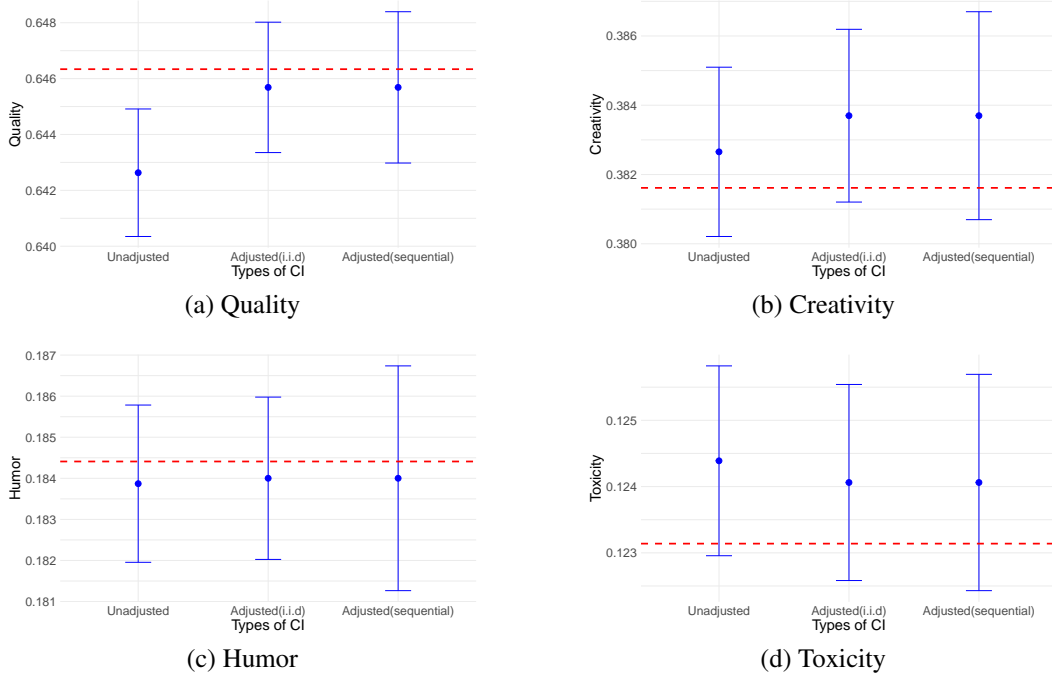 0.648
0.646
0.644
0.642
0.640
Quality
Unadjusted
Adjusted(i.i.d)
Adjusted(sequential)
Types of CI
(a) Quality
0.386
0.384
0.382
0.380
Creativity
Unadjusted
Adjusted(i.i.d)
Adjusted(sequential)
Types of CI
(b) Creativity
0.187
0.186
0.185
0.184
0.183
0.182
0.181
Humor
Unadjusted
Adjusted(i.i.d)
Adjusted(sequential)
Types of CI
(c) Humor
0.125
0.124
0.123
Toxicity
Unadjusted
Adjusted(i.i.d)
Adjusted(sequential)
Types of CI
(d) Toxicity